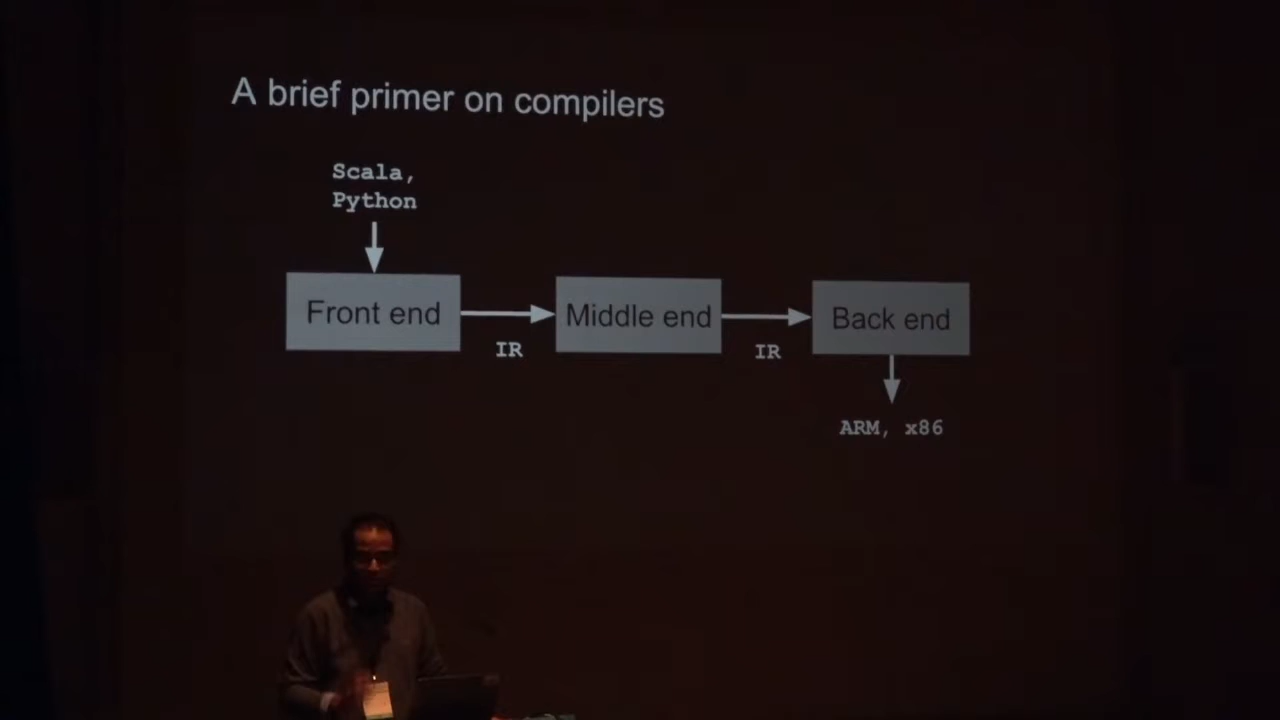 A brief primer on compilers
Scala,
Python
Front end
Middle end
Back end
IR
IR
ARM, x86